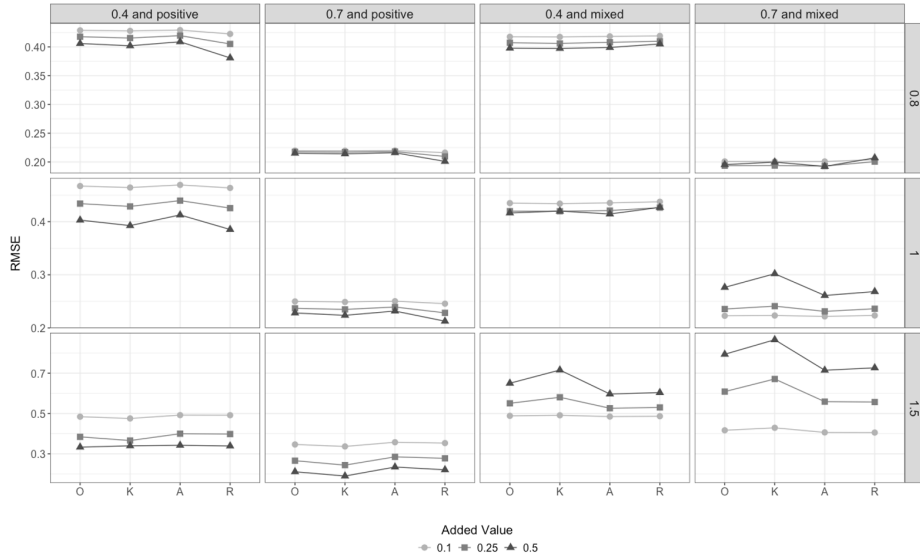 0.4 and positive
0.7 and positive
0.4 and mixed
0.7 and mixed
0.40
0.35
0.30
0.25
0.20
0.8
0.4
0.3
0.2
1
0.7
0.5
0.3
1.5
RMSE
O K A R
O K A R
O K A R
O K A R
Added Value
0.1 0.25 0.5